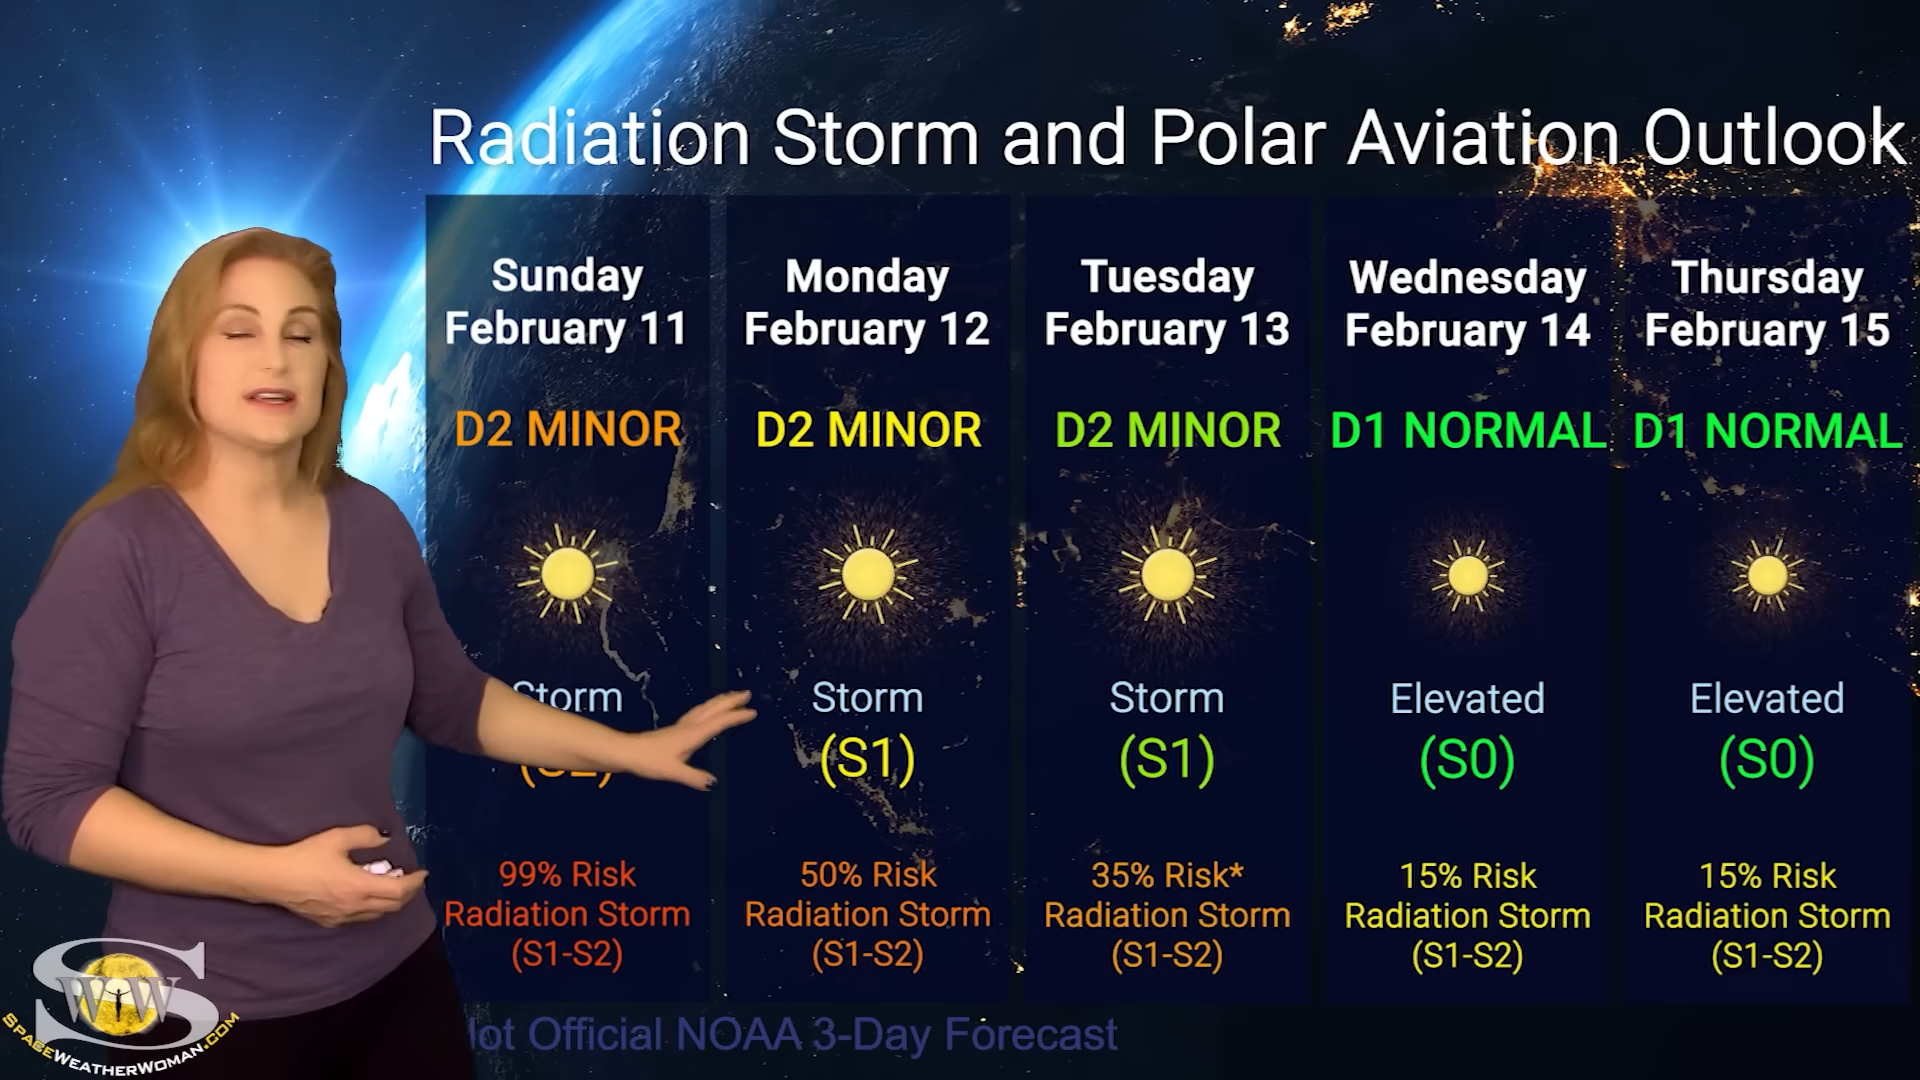 Radiation Storm and Polar Aviation Outlook
Sunday
February 11
D2 MINOR
Storm
(S2)
99% Risk
Radiation Storm
(S1-S2)
Monday
February 12
D2 MINOR
Storm
(S1)
50% Risk
Radiation Storm
(S1-S2)
Tuesday
February 13
D2 MINOR
Storm
(S1)
35% Risk*
Radiation Storm
(S1-S2)
Wednesday
February 14
D1 NORMAL
Elevated
(S0)
15% Risk
Radiation Storm
(S1-S2)
Thursday
February 15
D1 NORMAL
Elevated
(S0)
15% Risk
Radiation Storm
(S1-S2)
Official NOAA 3-Day Forecast
SWW
SPACEWEATHERWOMAN.COM